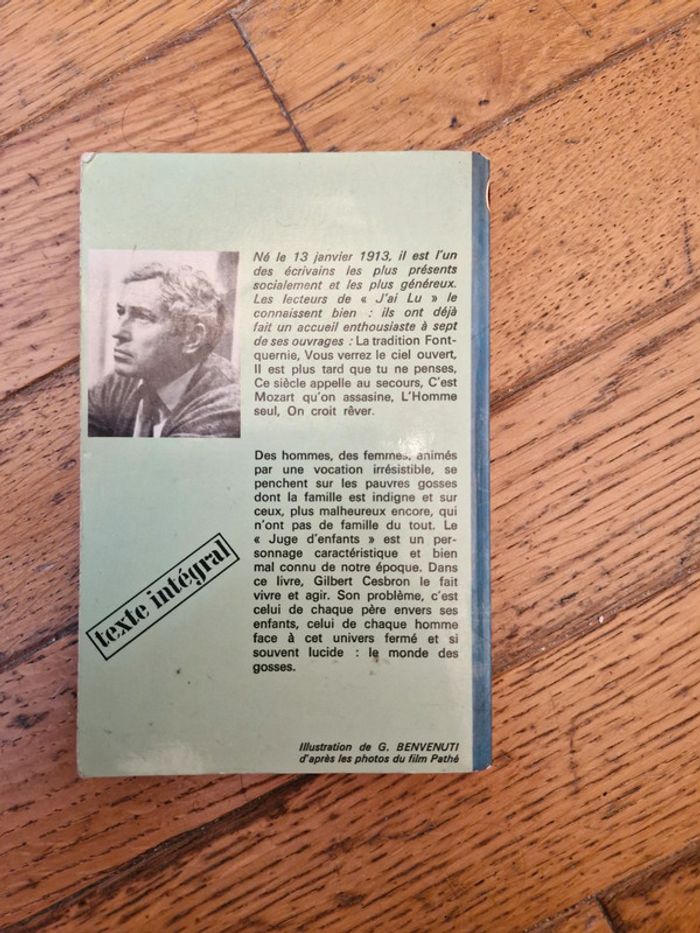 Né le 13 janvier 1913, il est l'un
des écrivains les plus présents
socialement et les plus généreux.
Les lecteurs de « J'ai Lu » le
connaissent bien : ils ont déjà
fait un accueil enthousiaste à sept
de ses ouvrages : La tradition Font-
quernie, Vous verrez le ciel ouvert,
Il est plus tard que tu ne penses,
Ce siècle appelle au secours, C'est
Mozart qu'on assasine, L'Homme
seul, On croit rêver.
Des hommes, des femmes, animés
par une vocation irrésistible, se
penchent sur les pauvres gosses
dont la famille est indigne et sur
ceux, plus malheureux encore, qui
n'ont pas de famille du tout. Le
« Juge d'enfants » est un per-
sonnage caractéristique et bien
mal connu de notre époque. Dans
ce livre, Gilbert Cesbron le fait
vivre et agir. Son problème, c'est
celui de chaque père envers ses
enfants, celui de chaque homme
face à cet univers fermé et si
souvent lucide : le monde des
gosses.
texte intégral
Illustration de G. BENVENUTI
d'après les photos du film Pathé